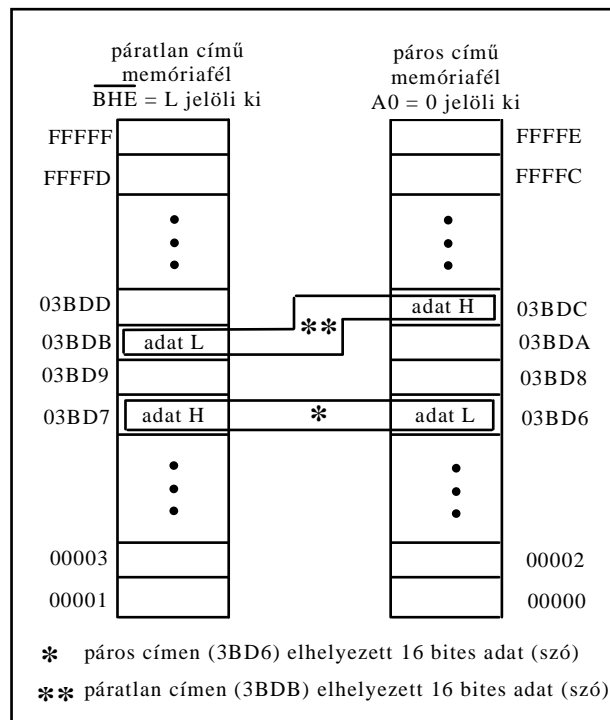 páratlan című
memóriafél
BHE = L jelöli ki
páros című
memóriafél
A0 = 0 jelöli ki
FFFFF
FFFFE
FFFFD
FFFFC
03BDD
adat H
03BDC
**
03BDB
adat L
03BDA
03BD9
03BD8
03BD7
adat H
*
adat L
03BD6
00003
00002
00001
00000
* páros címen (3BD6) elhelyezett 16 bites adat (szó)
** páratlan címen (3BDB) elhelyezett 16 bites adat (szó)